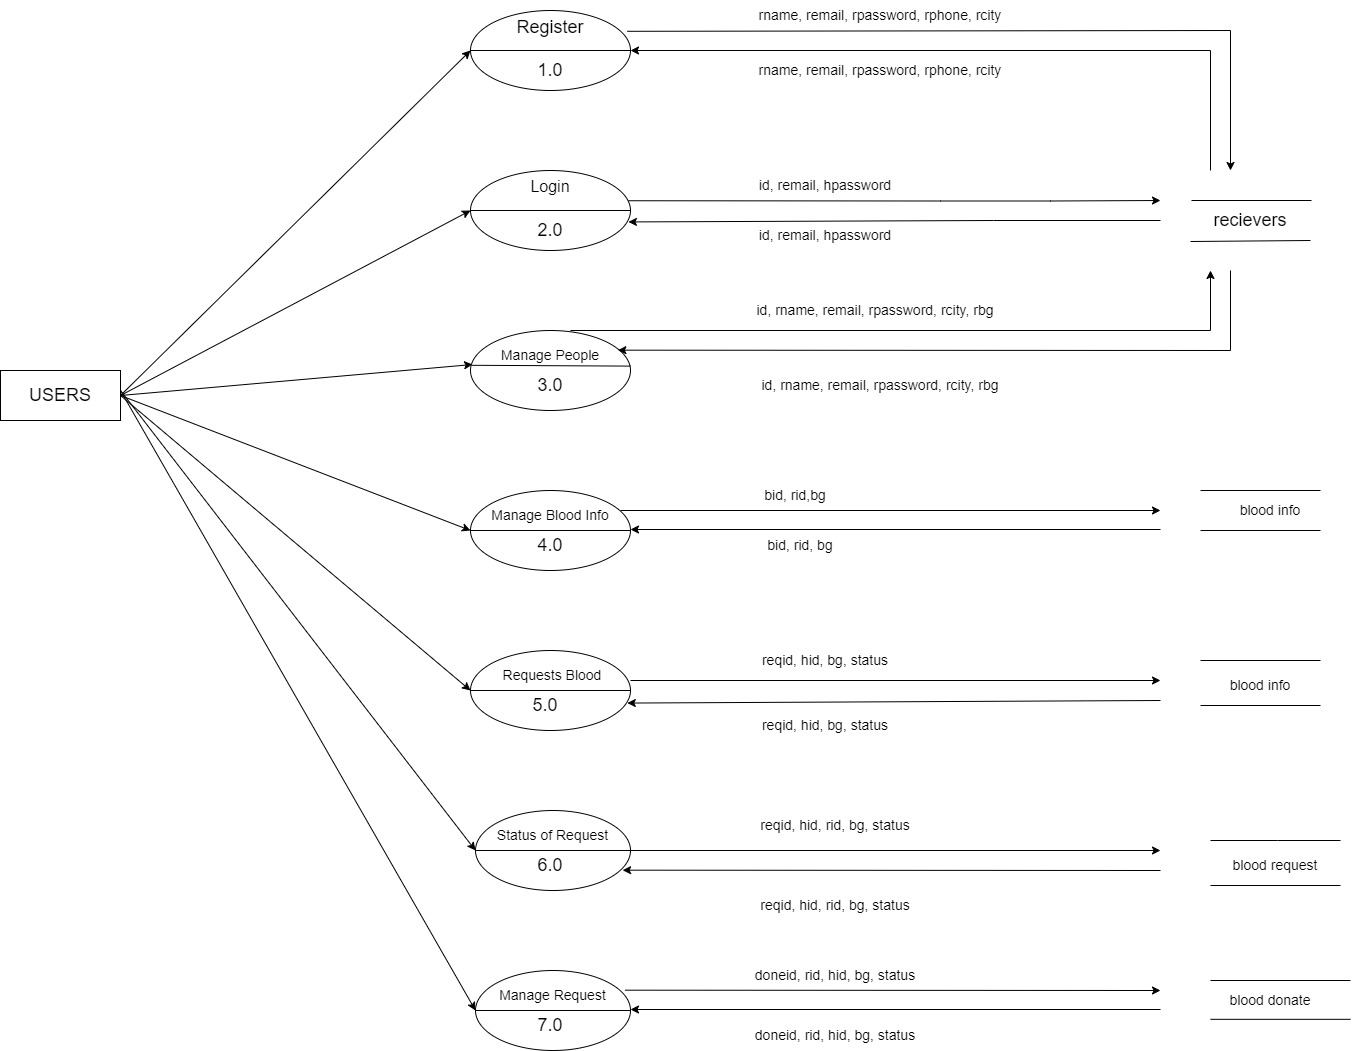 rname, remail, rpassword, rphone, rcity
Register
1.0
rname, remail, rpassword, rphone, rcity
Login
id, remail, hpassword
2.0
id, remail, hpassword
recievers
id, rname, remail, rpassword, rcity, rbg
Manage People
3.0
id, rname, remail, rpassword, rcity, rbg
USERS
bid, rid,bg
Manage Blood Info
blood info
4.0
bid, rid, bg
reqid, hid, bg, status
Requests Blood
blood info
5.0
reqid, hid, bg, status
reqid, hid, rid, bg, status
Status of Request
6.0
blood request
reqid, hid, rid, bg, status
doneid, rid, hid, bg, status
Manage Request
blood donate
7.0
doneid, rid, hid, bg, status